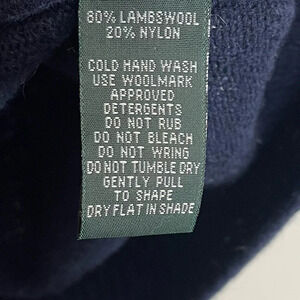 80% LAMBSWOOL
20% NYLON
COLD HAND WASH
USE WOOLMARK
APPROVED
DETERGENTS
DO NOT RUB
DO NOT BLEACH
DO NOT WRING
DO NOT TUMBLE DRY
GENTLY PULL
TO SHAPE
DRY FLAT IN SHADE